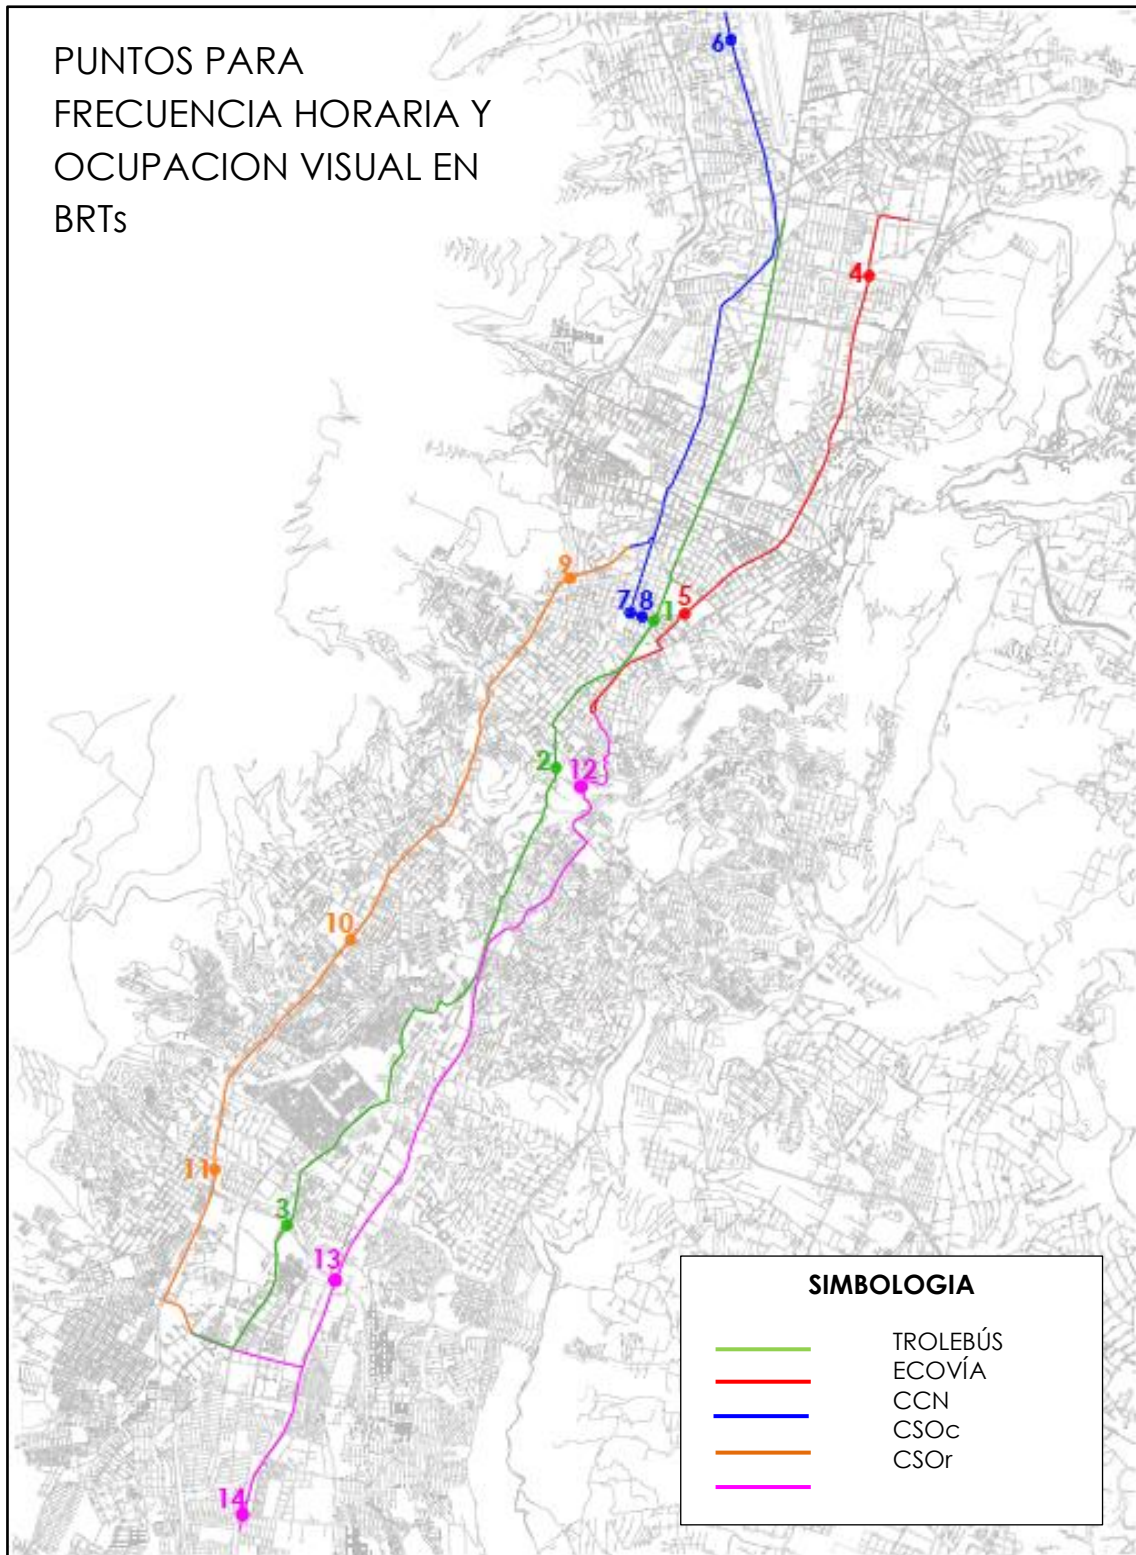 PUNTOS PARA
FRECUENCIA HORARIA Y
OCUPACION VISUAL EN
BRTs
6
4
9
7
8
1
5
2
12
10
11
3
13
14
SIMBOLOGIA
TROLEBÚS
ECOVÍA
CCN
CSOc
CSOr